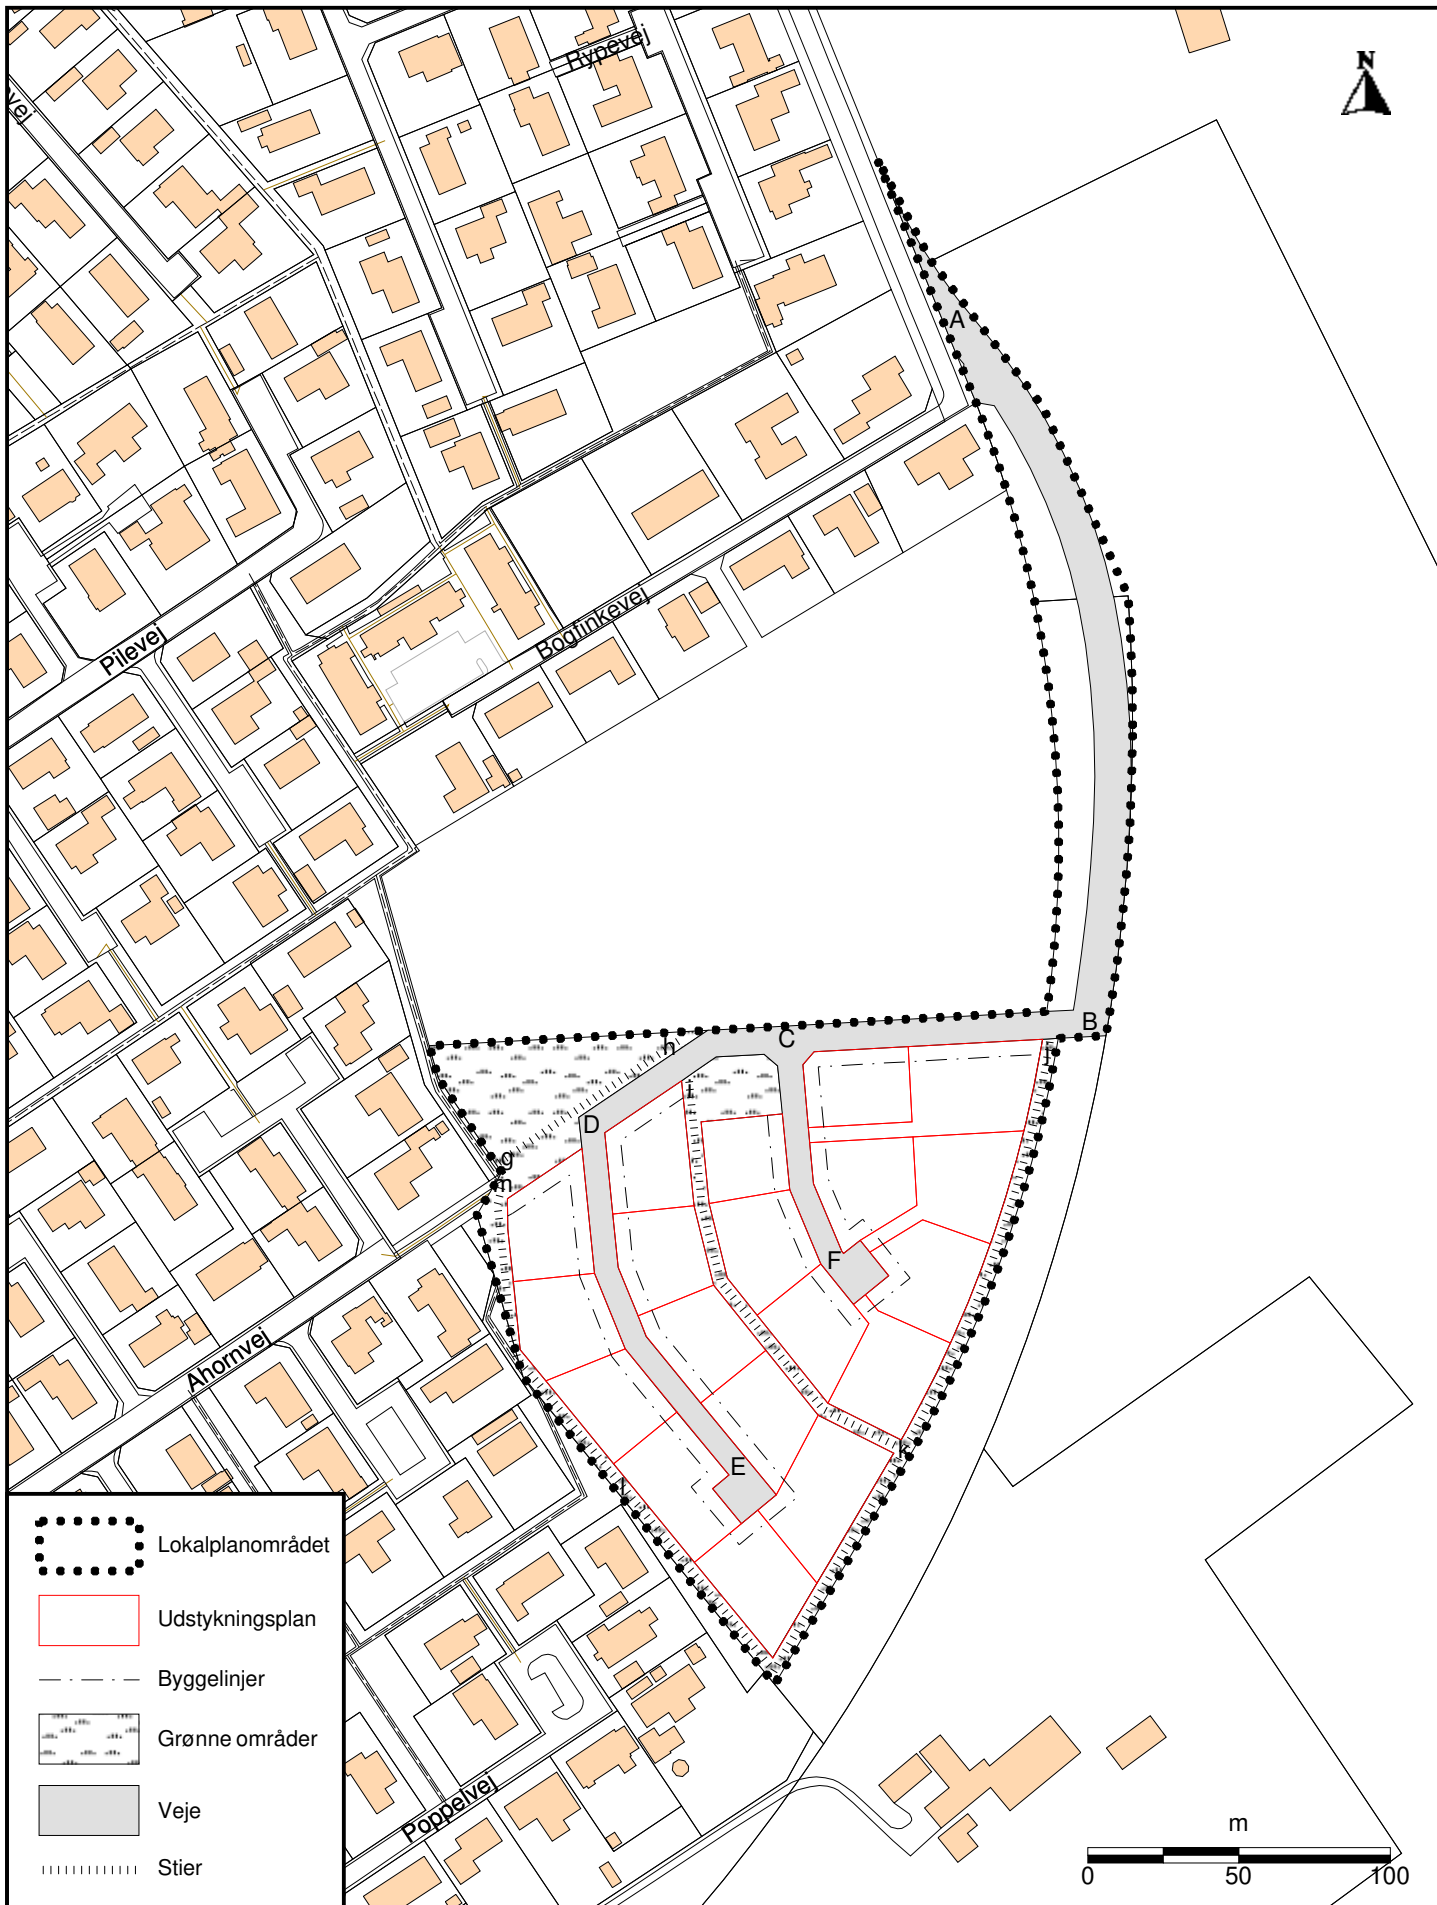 Rypevej
N
vej
A
Pilevej
Bogfinkevej
B
C
h
i
j
D
g
m
F
Ahornvej
k
E
l
Lokalplanområdet
Udstykningsplan
Byggelinjer
Grønne områder
Veje
Stier
Poppelvej
m
0 50 100